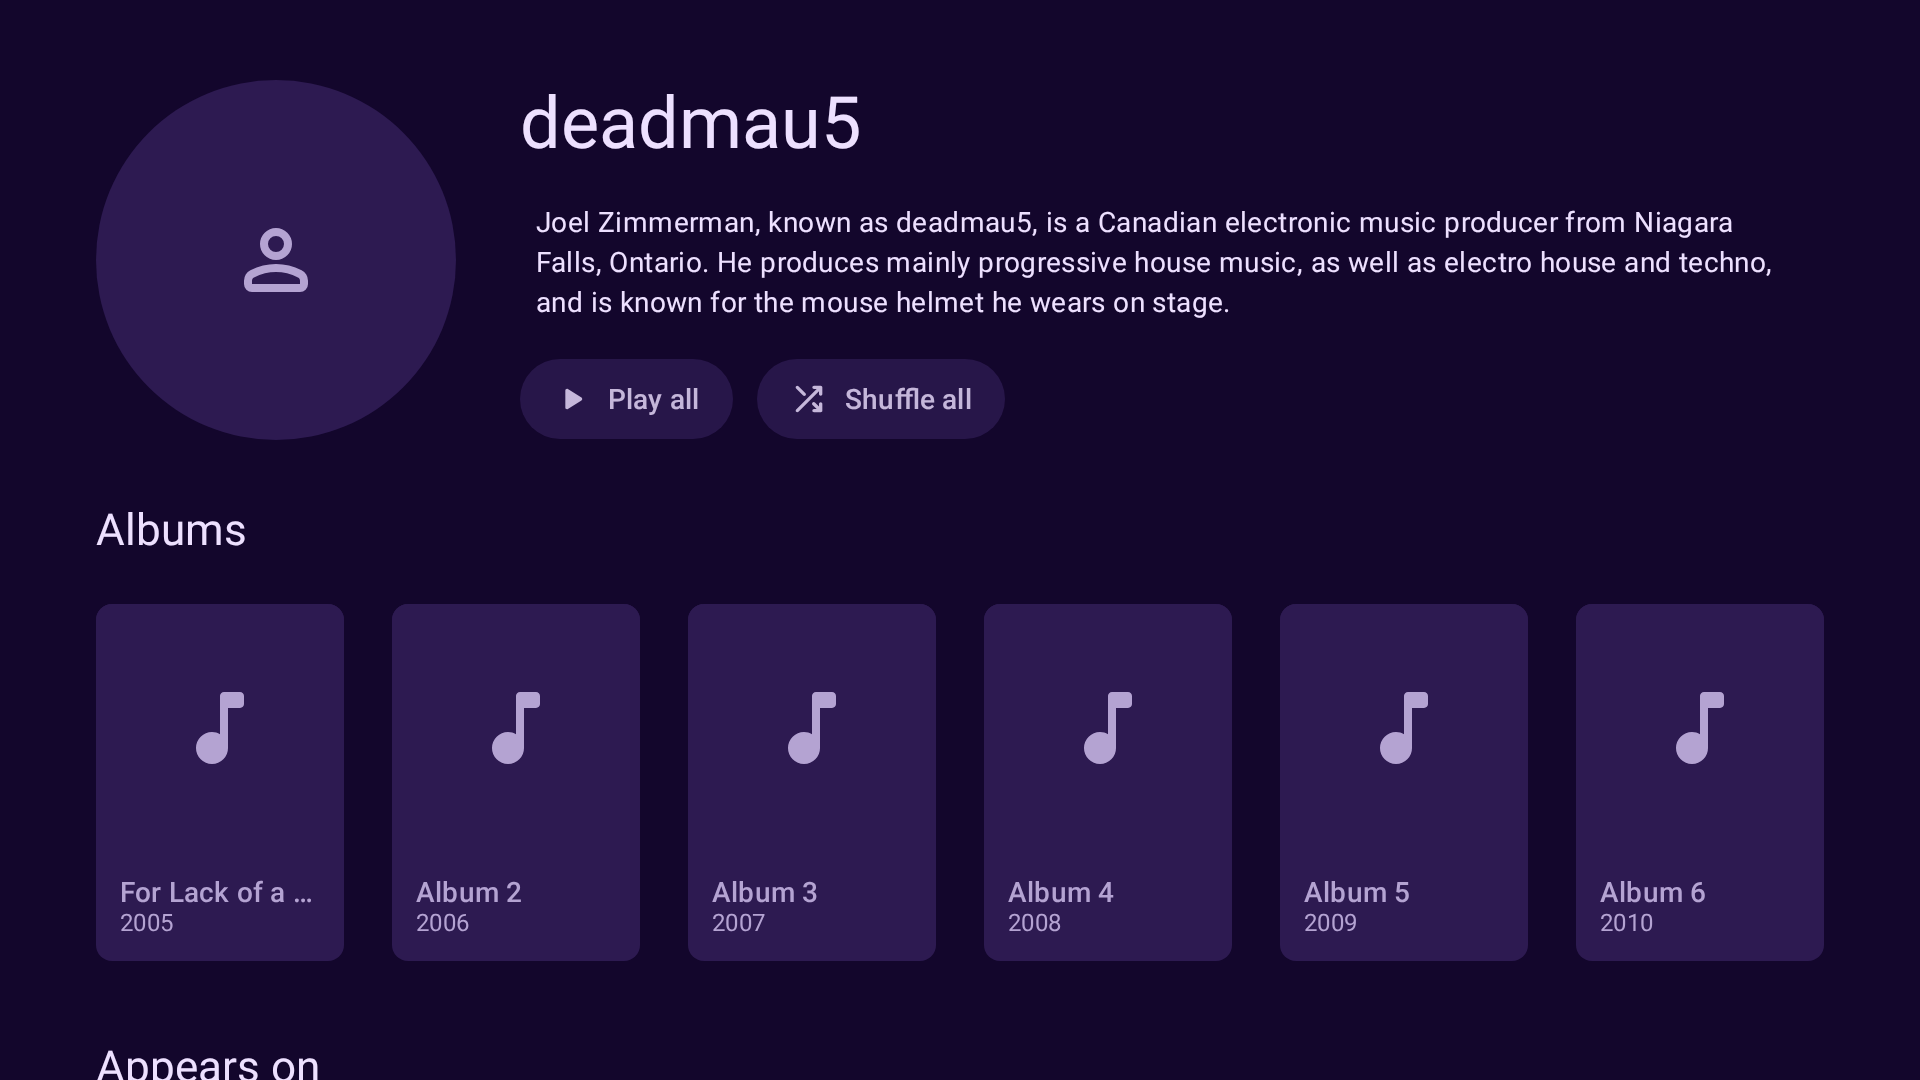 deadmau5
Joel Zimmerman, known as deadmau5, is a Canadian electronic music producer from Niagara
Falls, Ontario. He produces mainly progressive house music, as well as electro house and techno,
and is known for the mouse helmet he wears on stage.
Play all
Shuffle all
Albums
For Lack of a ...
2005
Album 2
2006
Album 3
2007
Album 4
2008
Album 5
2009
Album 6
2010
Appears on